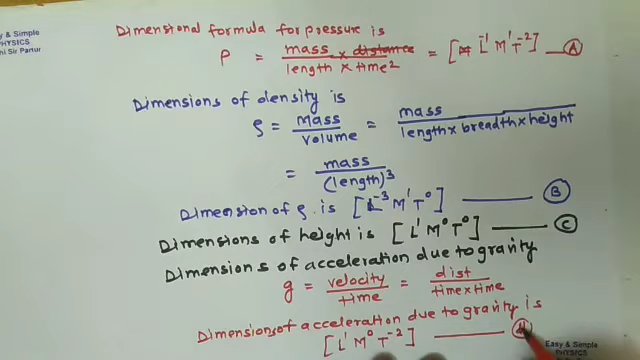 y & Simple
PHYSICS
hi Sir Partur
Dimensional formula for pressure is
P = mass × distance / length × time² = [ L⁻¹ M¹ T⁻² ] — A
Dimensions of density is
ρ = mass / volume = mass / length × breadth × height
= mass / (length)³
Dimension of ρ is [ L⁻³ M¹ T⁰ ] — B
Dimensions of height is [ L¹ M⁰ T⁰ ] — C
Dimensions of acceleration due to gravity
g = velocity / time = dist / time × time
Dimensions of acceleration due to gravity is
[ L¹ M⁰ T⁻² ] —
Easy & Simple
PHYSICS